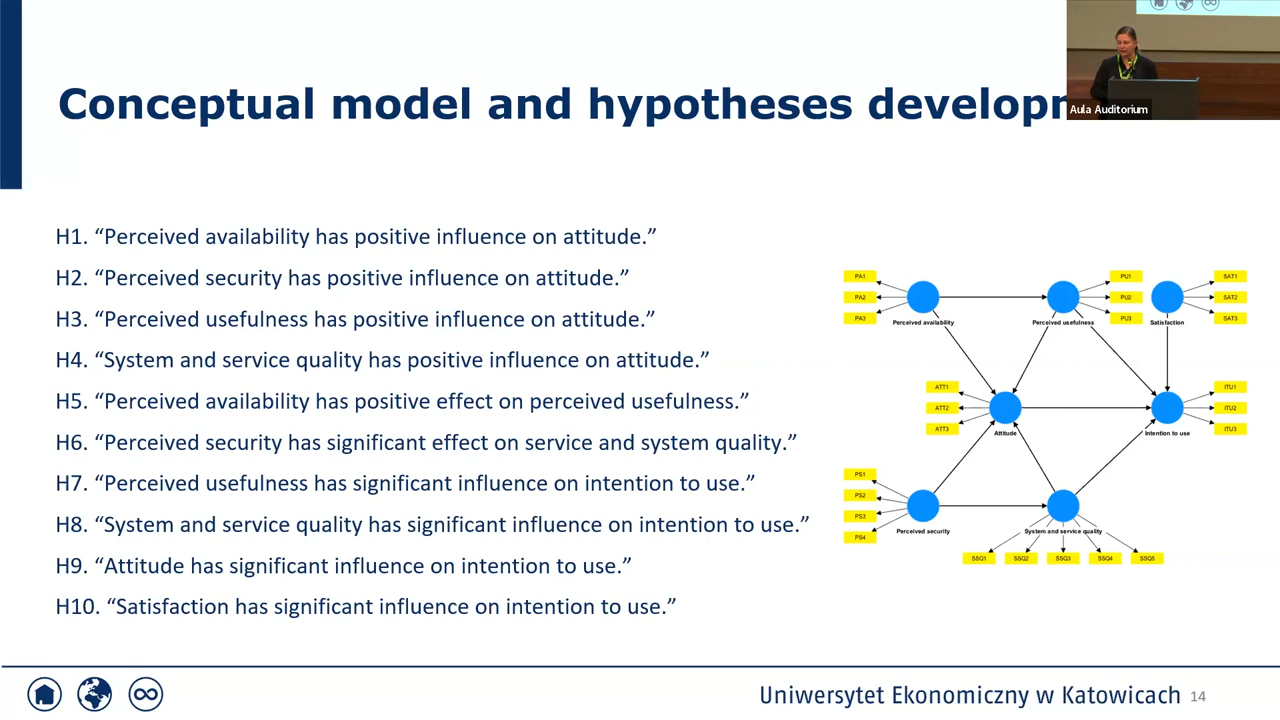 Conceptual model and hypotheses develop
Aula Auditorium
H1. “Perceived availability has positive influence on attitude.”
H2. “Perceived security has positive influence on attitude.”
H3. “Perceived usefulness has positive influence on attitude.”
H4. “System and service quality has positive influence on attitude.”
H5. “Perceived availability has positive effect on perceived usefulness.”
H6. “Perceived security has significant effect on service and system quality.”
H7. “Perceived usefulness has significant influence on intention to use.”
H8. “System and service quality has significant influence on intention to use.”
H9. “Attitude has significant influence on intention to use.”
H10. “Satisfaction has significant influence on intention to use.”
PA1
PA2
PA3
Perceived availability
PU1
PU2
PU3
Perceived usefulness
SAT1
SAT2
SAT3
Satisfaction
ATT1
ATT2
ATT3
Attitude
ITU1
ITU2
ITU3
Intention to use
PS1
PS2
PS3
PS4
Perceived security
System and service quality
SSQ1
SSQ2
SSQ3
SSQ4
SSQ5
Uniwersytet Ekonomiczny w Katowicach
14